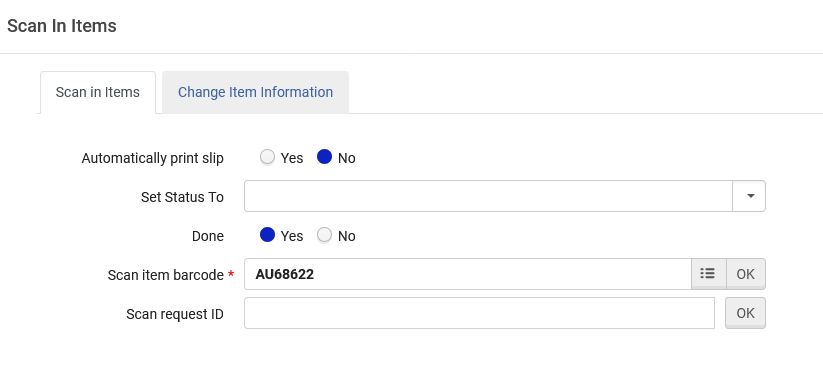 Scan In Items
Scan in Items Change Item Information
Automatically print slip Yes No
Set Status To
Done Yes No
Scan item barcode * AU68622 OK
Scan request ID OK